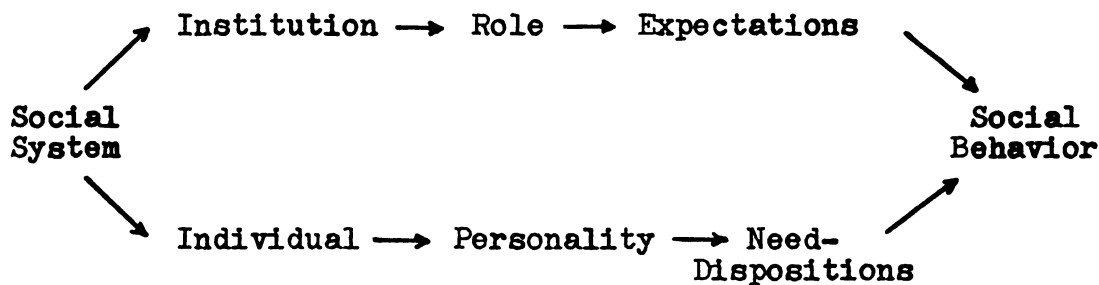 Institution → Role → Expectations
Social
System
Social
Behavior
Individual → Personality → Need-
Dispositions